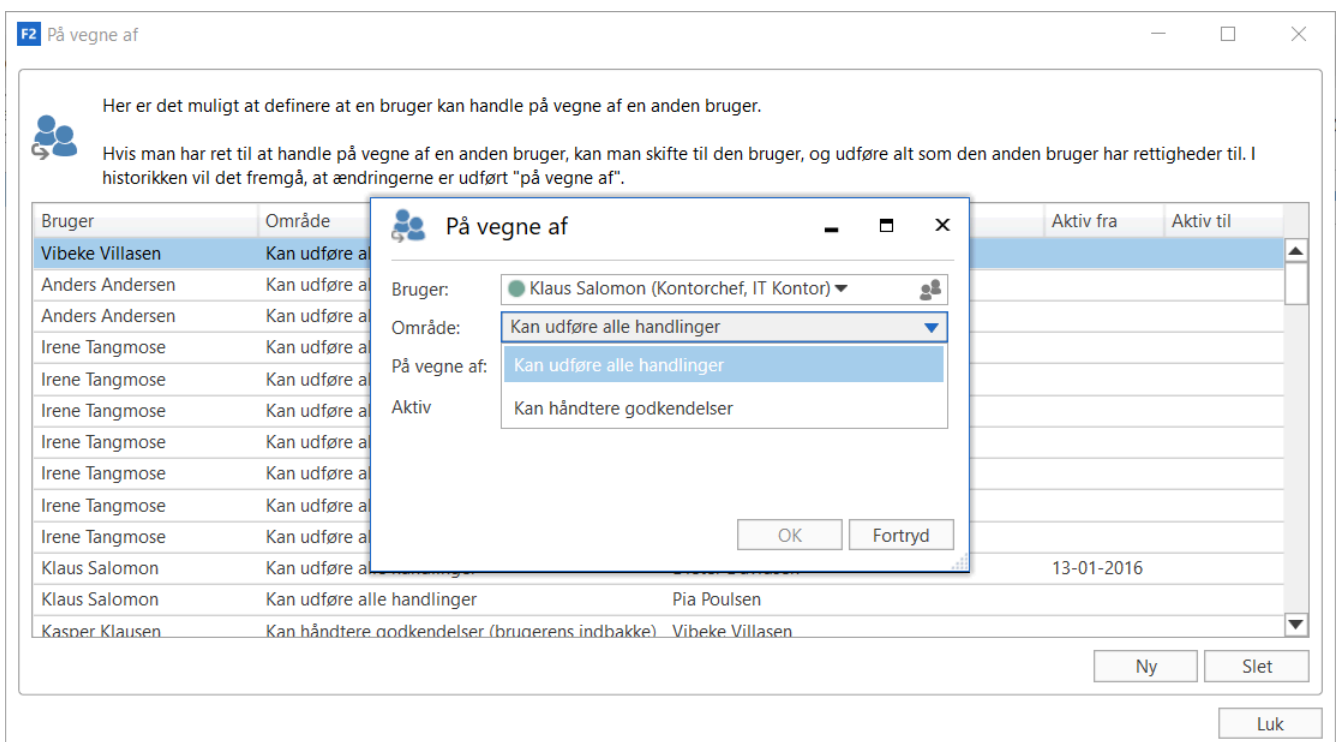 F2 På vegne af
Her er det muligt at definere at en bruger kan handle på vegne af en anden bruger.
Hvis man har ret til at handle på vegne af en anden bruger, kan man skifte til den bruger, og udføre alt som den anden bruger har rettigheder til. I
historikken vil det fremgå, at ændringerne er udført "på vegne af".
Bruger Område Aktiv fra Aktiv til
Vibeke Villasen Kan udføre al
Anders Andersen Kan udføre al
Anders Andersen Kan udføre al
Irene Tangmose Kan udføre al
Irene Tangmose Kan udføre al
Irene Tangmose Kan udføre al
Irene Tangmose Kan udføre al
Irene Tangmose Kan udføre al
Irene Tangmose Kan udføre al
Irene Tangmose Kan udføre al
Klaus Salomon Kan udføre alle handlinger 13-01-2016
Klaus Salomon Kan udføre alle handlinger Pia Poulsen
Kasper Klausen Kan håndtere godkendelser (brugerens indbakke) Vibeke Villasen
På vegne af
Bruger: Klaus Salomon (Kontorchef, IT Kontor)
Område: Kan udføre alle handlinger
På vegne af: Kan udføre alle handlinger
Aktiv Kan håndtere godkendelser
OK Fortryd
Ny Slet
Luk